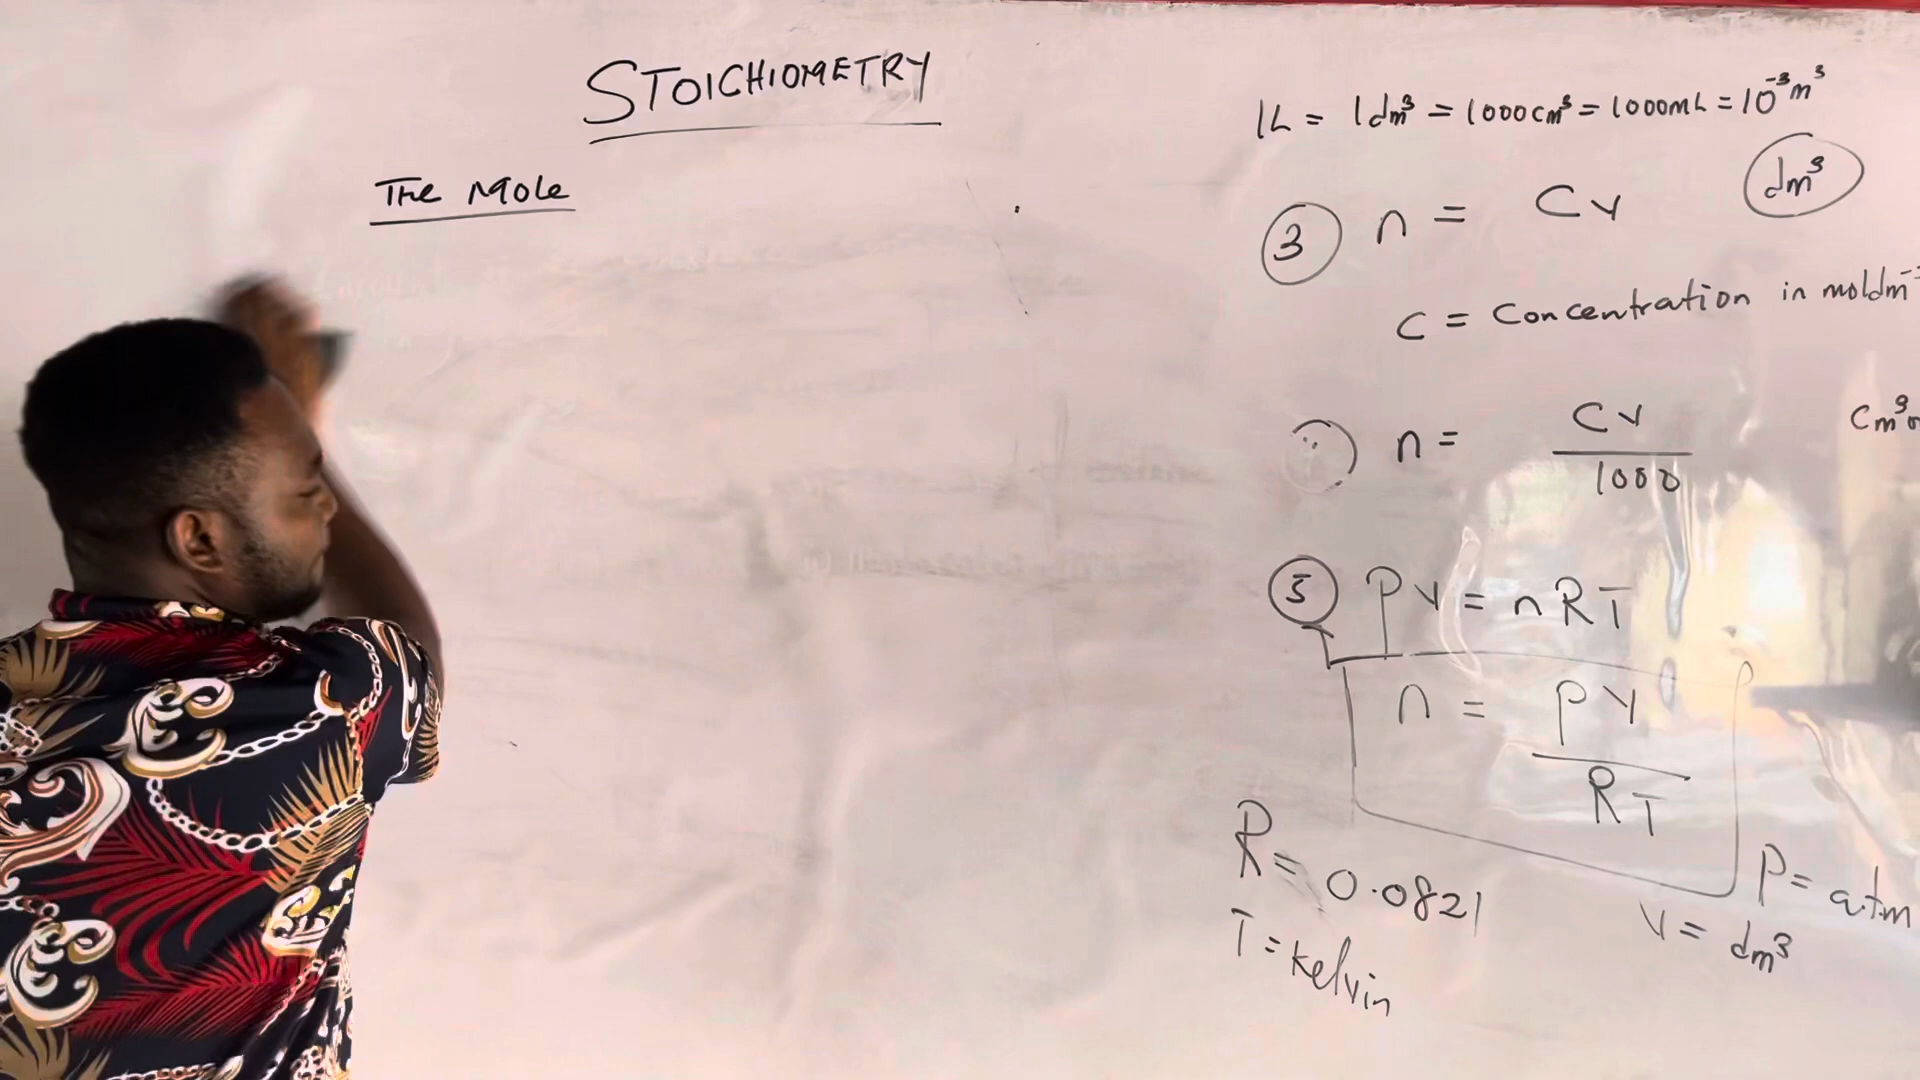 STOICHIOMETRY
The Mole
1L = 1dm³ = 1000cm³ = 1000mL = 10⁻³m³
③ n = CV
dm³
C = Concentration in moldm⁻³
n = CV / 1000
cm³
⑤ PV = nRT
n = PV / RT
R = 0.0821
P = atm
V = dm³
T = Kelvin